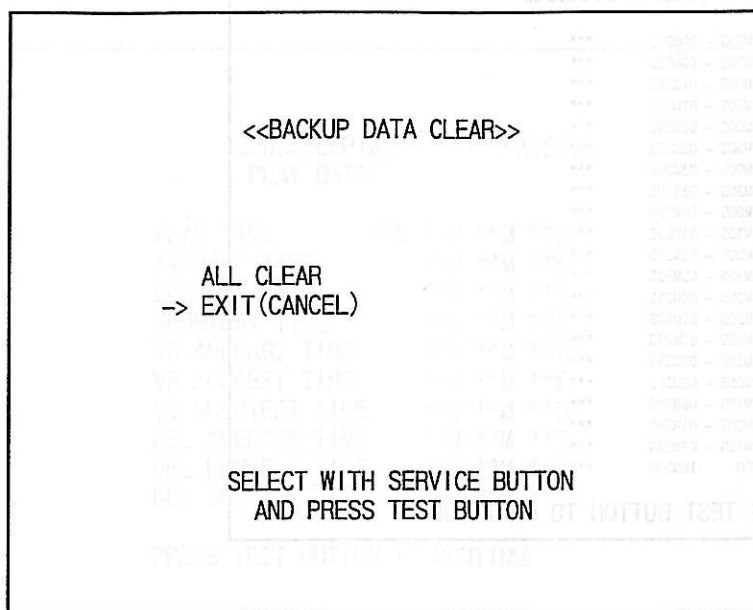 <<BACKUP DATA CLEAR>>
ALL CLEAR
-> EXIT(CANCEL)
SELECT WITH SERVICE BUTTON
AND PRESS TEST BUTTON